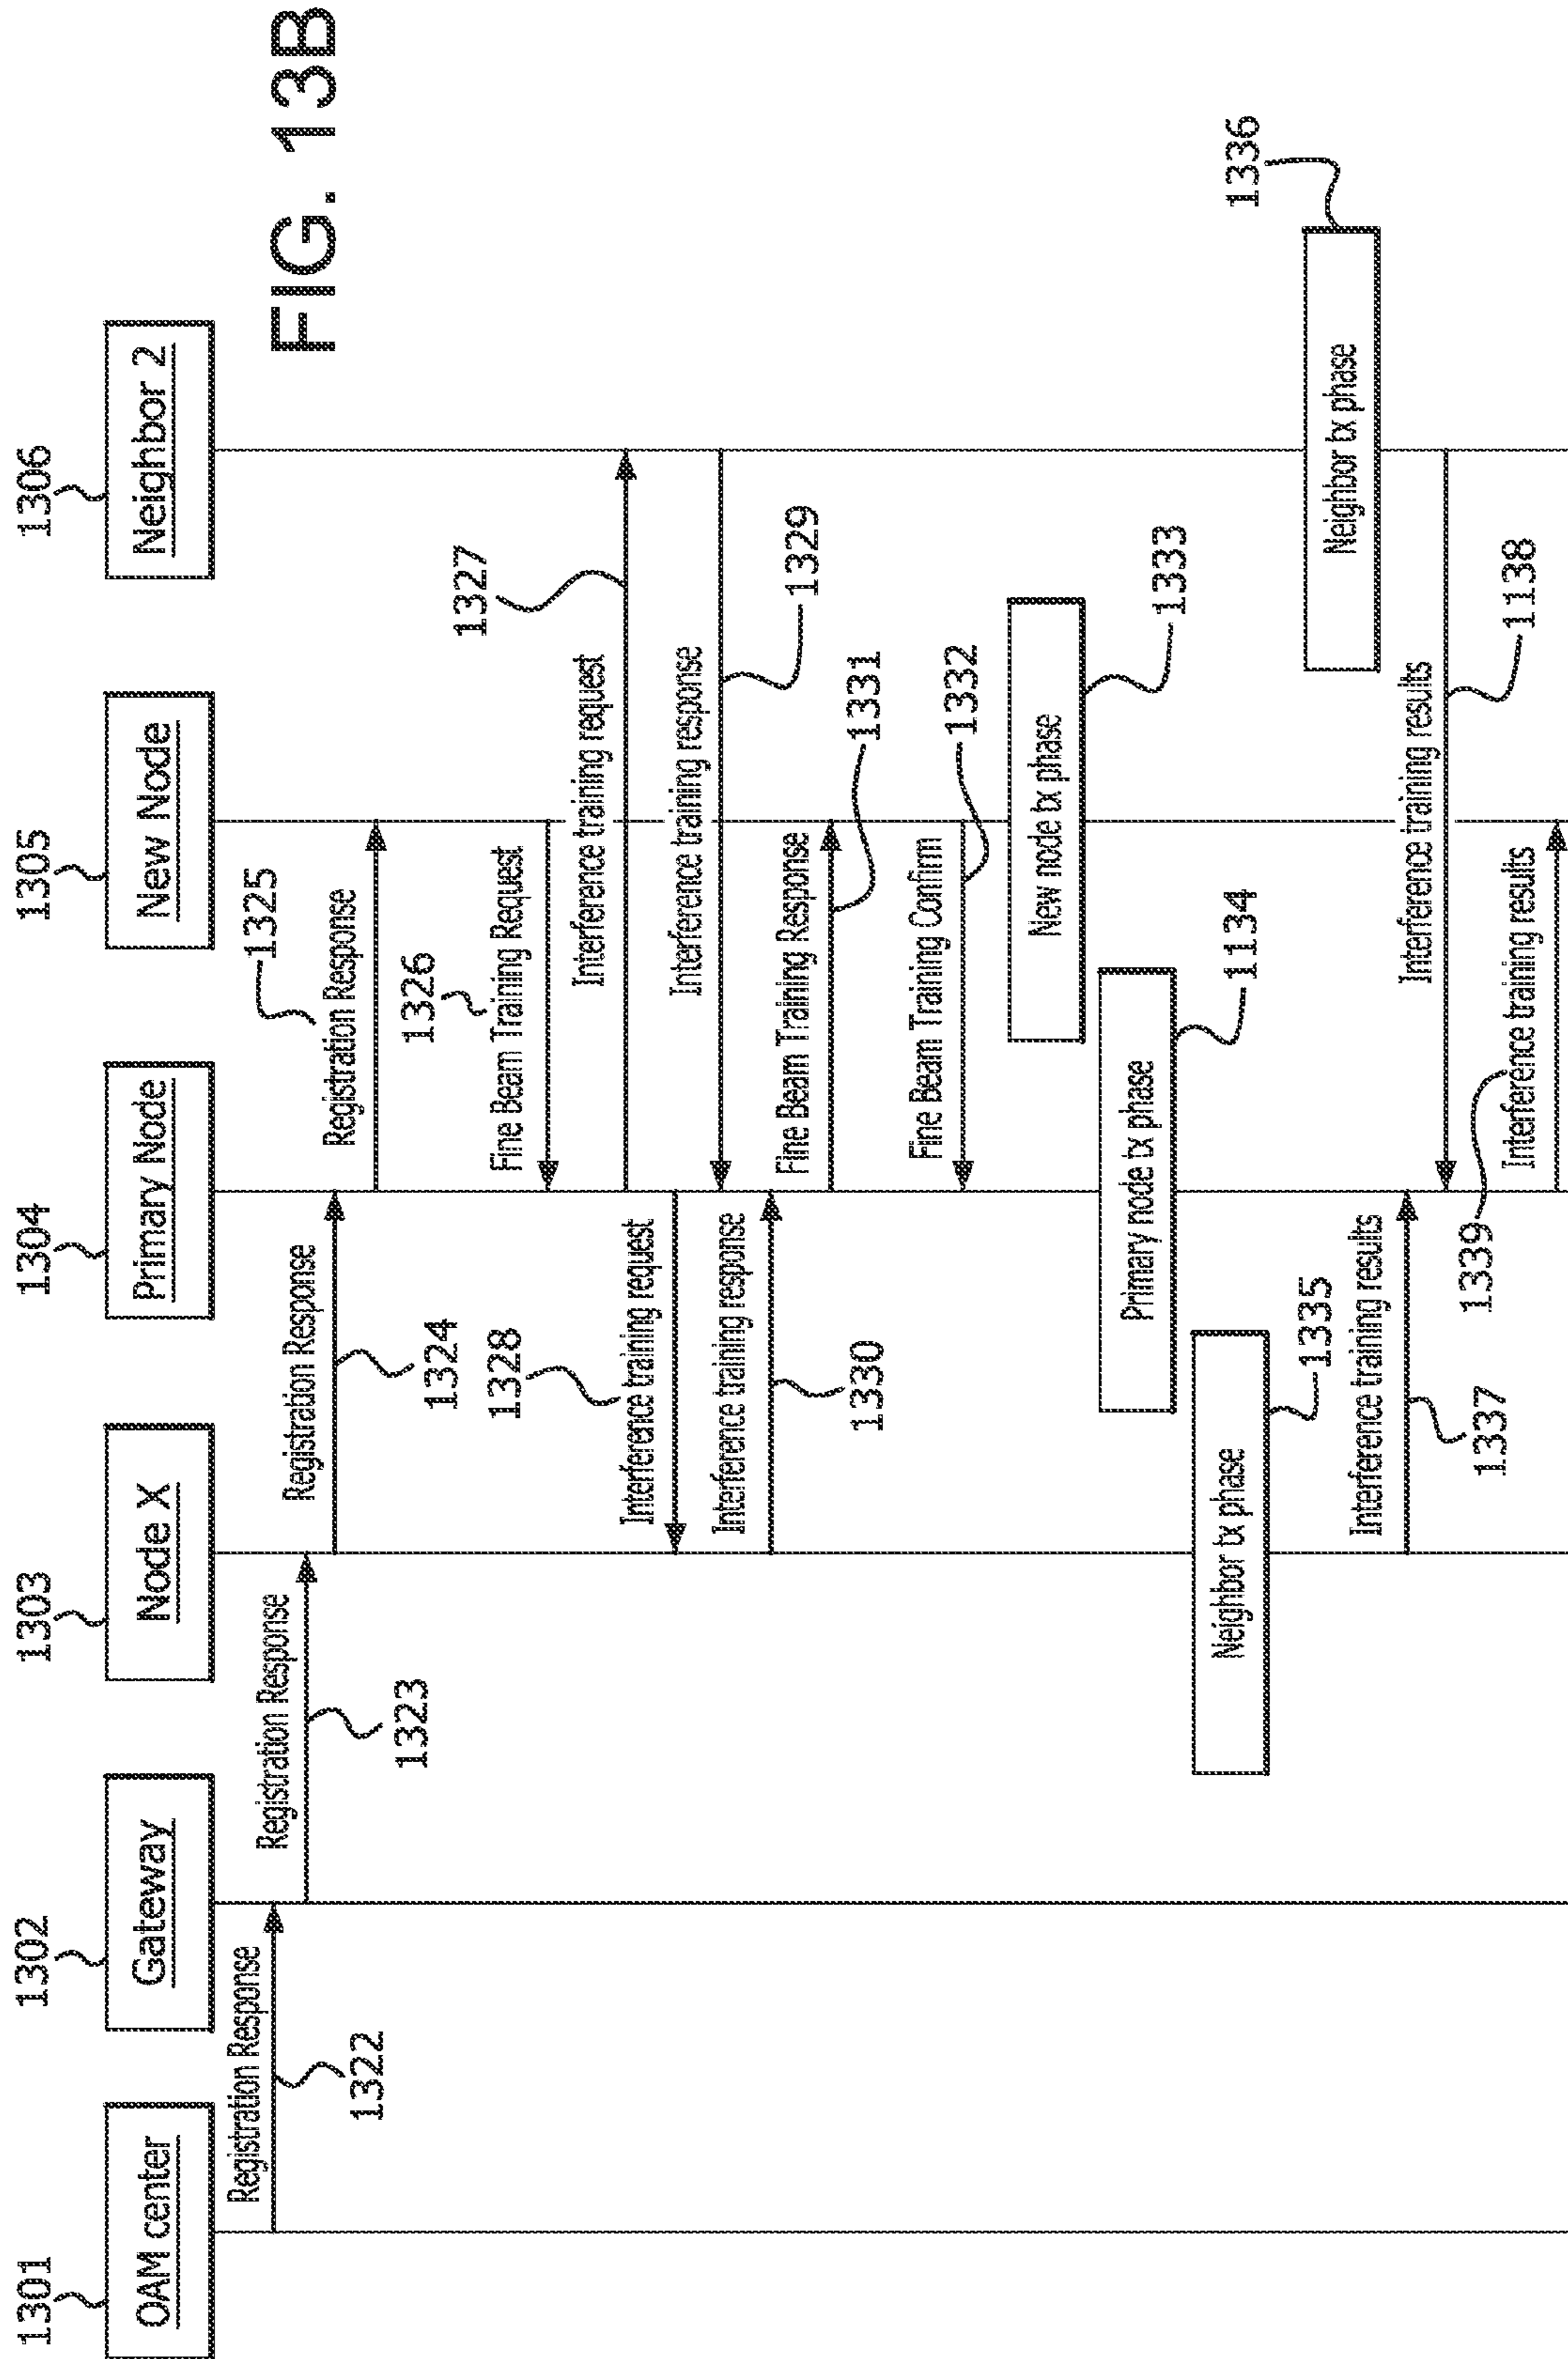 FIG. 13B
1301
1302
1303
1304
1305
1306
OAM center
Gateway
Node X
Primary Node
New Node
Neighbor 2
Registration Response
1322
Registration Response
1323
Registration Response
1324
Registration Response
1325
Fine Beam Training Request
1326
Interference training request
1327
Interference training request
1328
Interference training response
1329
Interference training response
1330
Fine Beam Training Response
1331
Fine Beam Training Confirm
1332
New node tx phase
1333
Primary node tx phase
1134
Neighbor tx phase
1335
Neighbor tx phase
1336
Interference training results
1337
Interference training results
1138
Interference training results
1339